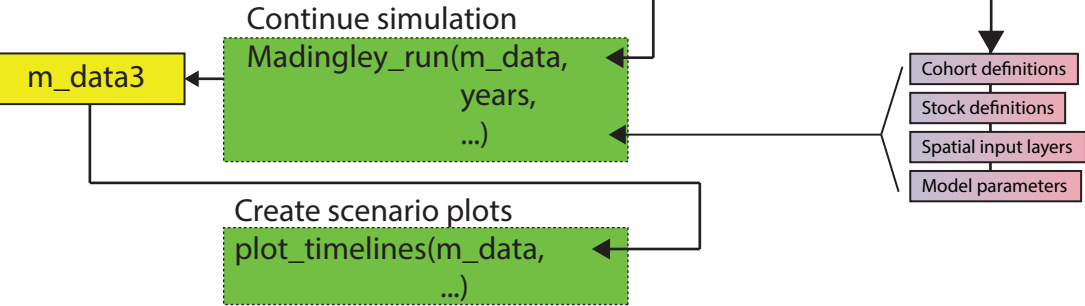 Continue simulation
Madingley_run(m_data,
years,
...)
m_data3
Cohort definitions
Stock definitions
Spatial input layers
Model parameters
Create scenario plots
plot_timelines(m_data,
...)